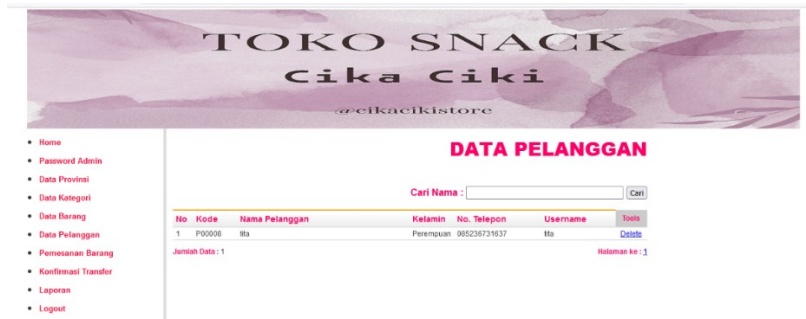 TOKO SNACK
Cika Ciki
@cikacikistore
• Home
• Password Admin
• Data Provinsi
• Data Kategori
• Data Barang
• Data Pelanggan
• Pemesanan Barang
• Konfirmasi Transfer
• Laporan
• Logout
DATA PELANGGAN
Cari Nama : Cari
No Kode Nama Pelanggan Kelamin No. Telepon Username Tools
1 P00008 tita Perempuan 085236731637 tita Delete
Jumlah Data : 1 Halaman ke : 1